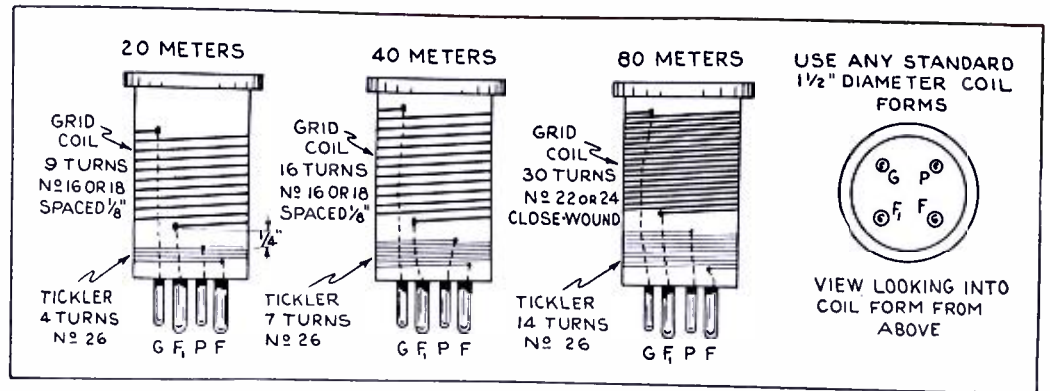 20 METERS
GRID
COIL
9 TURNS
Nº 16 OR 18
SPACED 1/8"
1/4"
TICKLER
4 TURNS
Nº 26
G F₁ P F
40 METERS
GRID
COIL
16 TURNS
Nº 16 OR 18
SPACED 1/8"
TICKLER
7 TURNS
Nº 26
G F₁ P F
80 METERS
GRID
COIL
30 TURNS
Nº 22 OR 24
CLOSE-WOUND
TICKLER
14 TURNS
Nº 26
G F₁ P F
USE ANY STANDARD
1½" DIAMETER COIL
FORMS
G P
F₁ F
VIEW LOOKING INTO
COIL FORM FROM
ABOVE